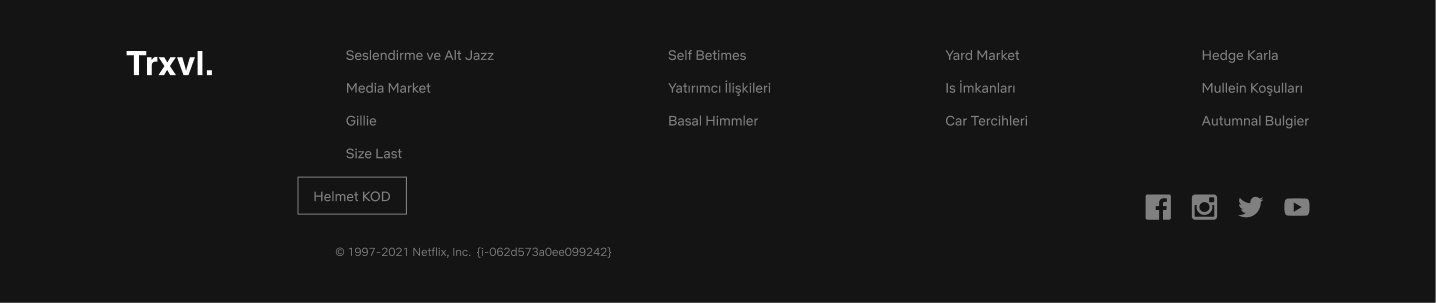 Trxvl.
Seslendirme ve Alt Jazz
Media Market
Gillie
Size Last
Helmet KOD
Self Betimes
Yatırımcı İlişkileri
Basal Himmler
Yard Market
Is İmkanları
Car Tercihleri
Hedge Karla
Mullein Koşulları
Autumnal Bulgier
© 1997-2021 Netflix, Inc. {i-062d573a0ee099242}